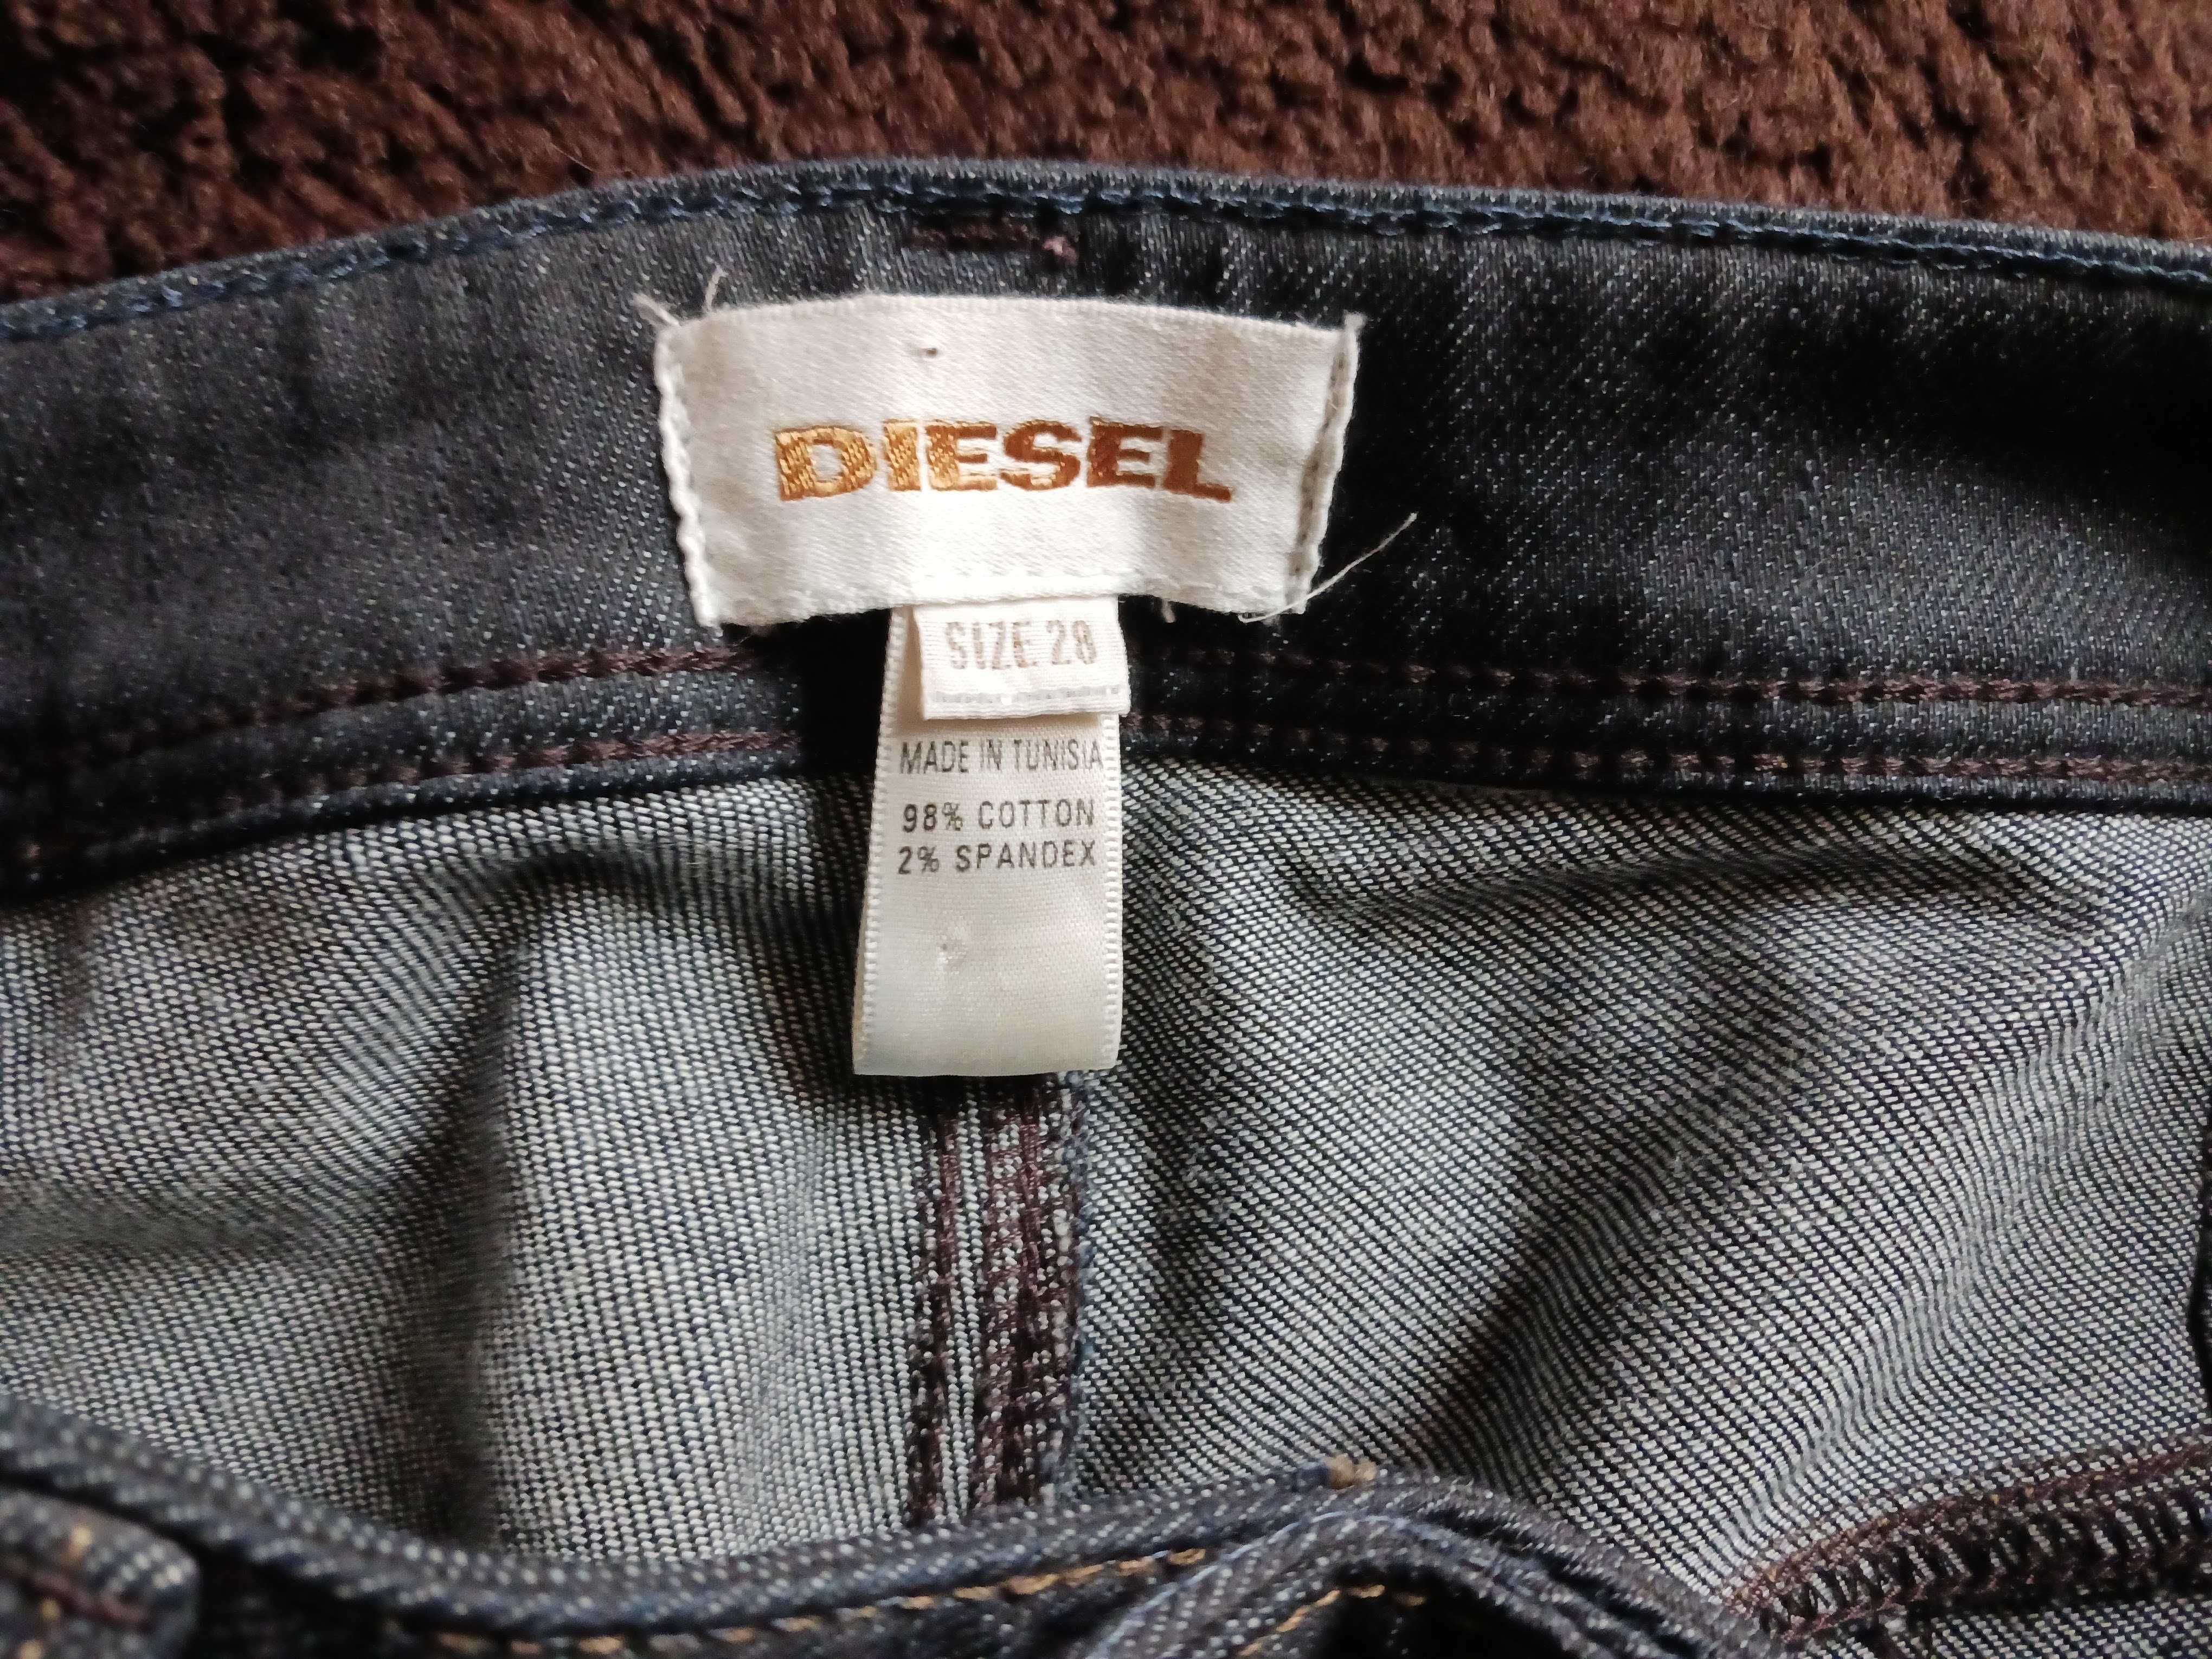 DIESEL
SIZE 28
MADE IN TUNISIA
98% COTTON
2% SPANDEX